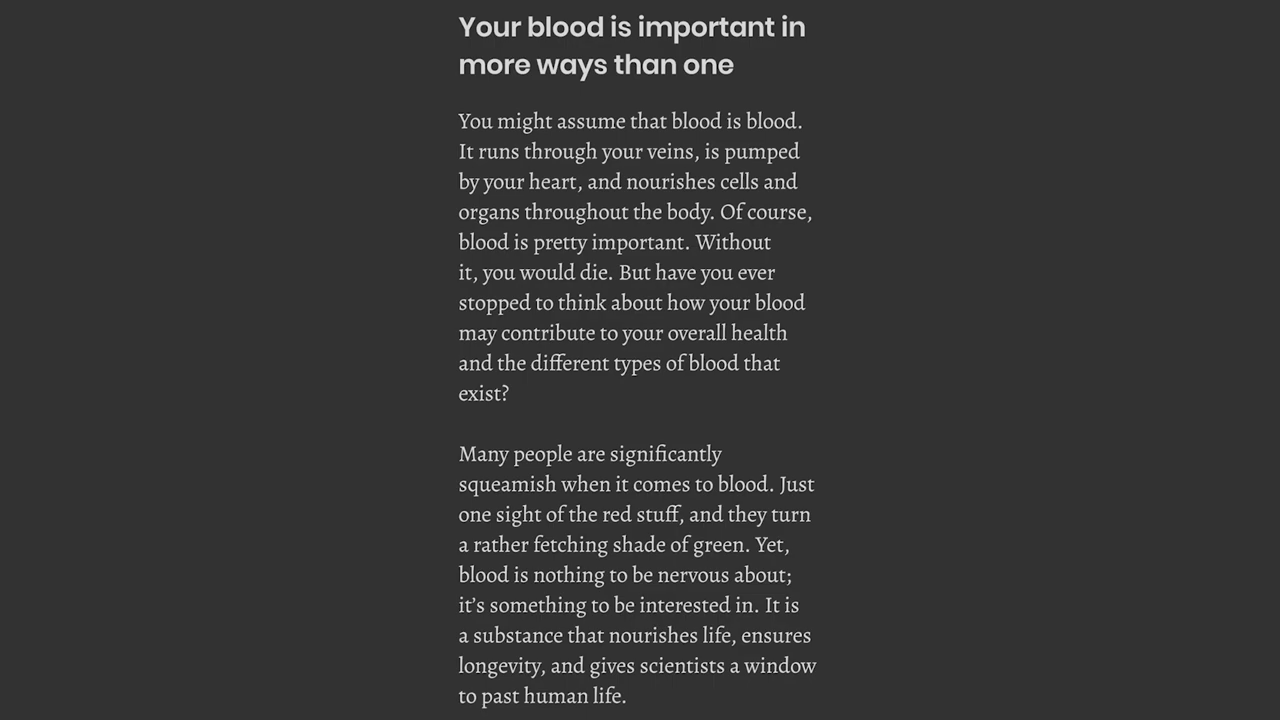 Your blood is important in
more ways than one
You might assume that blood is blood.
It runs through your veins, is pumped
by your heart, and nourishes cells and
organs throughout the body. Of course,
blood is pretty important. Without
it, you would die. But have you ever
stopped to think about how your blood
may contribute to your overall health
and the different types of blood that
exist?
Many people are significantly
squeamish when it comes to blood. Just
one sight of the red stuff, and they turn
a rather fetching shade of green. Yet,
blood is nothing to be nervous about;
it’s something to be interested in. It is
a substance that nourishes life, ensures
longevity, and gives scientists a window
to past human life.